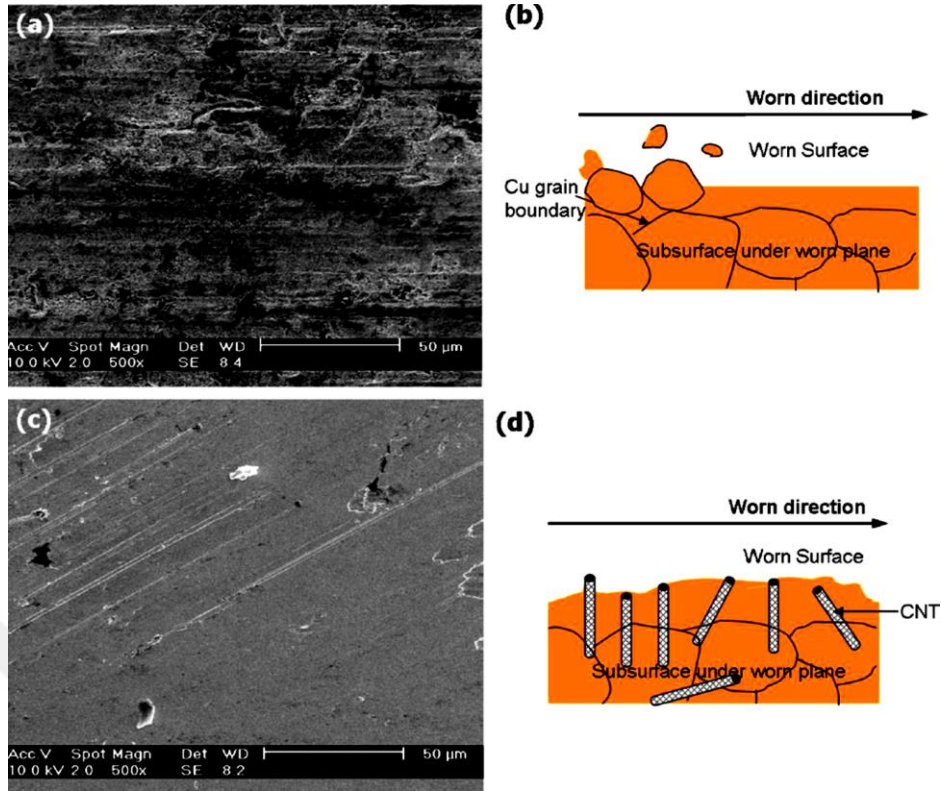 (a)
Acc.V Spot Magn Det WD 50 µm
10.0 kV 2.0 500x SE 8.4
(b)
Worn direction
Worn Surface
Cu grain
boundary
Subsurface under worn plane
(c)
Acc.V Spot Magn Det WD 50 µm
10.0 kV 2.0 500x SE 8.2
(d)
Worn direction
Worn Surface
CNT
Subsurface under worn plane